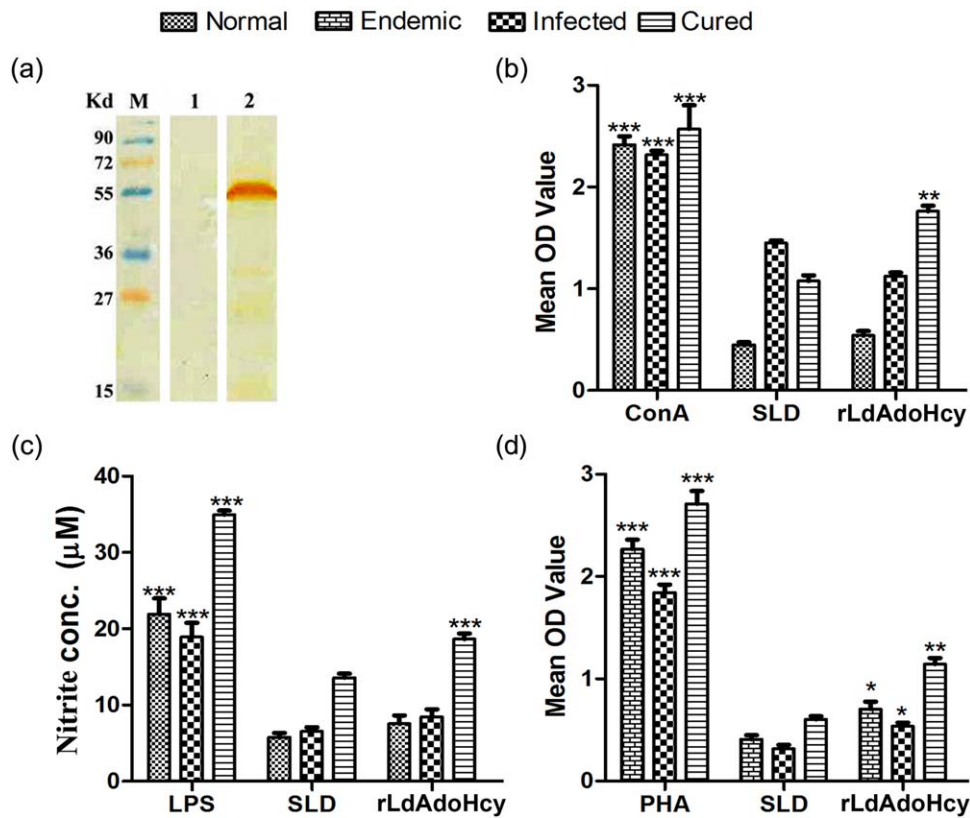 Normal Endemic Infected Cured
(a)
Kd M 1 2
90
72
55
36
27
15
(b)
Mean OD Value
3
2
1
0
*** *** ***
**
ConA SLD rLdAdoHcy
(c)
Nitrite conc. (μM)
40
30
20
10
0
*** *** ***
***
LPS SLD rLdAdoHcy
(d)
Mean OD Value
3
2
1
0
*** *** ***
* * **
PHA SLD rLdAdoHcy